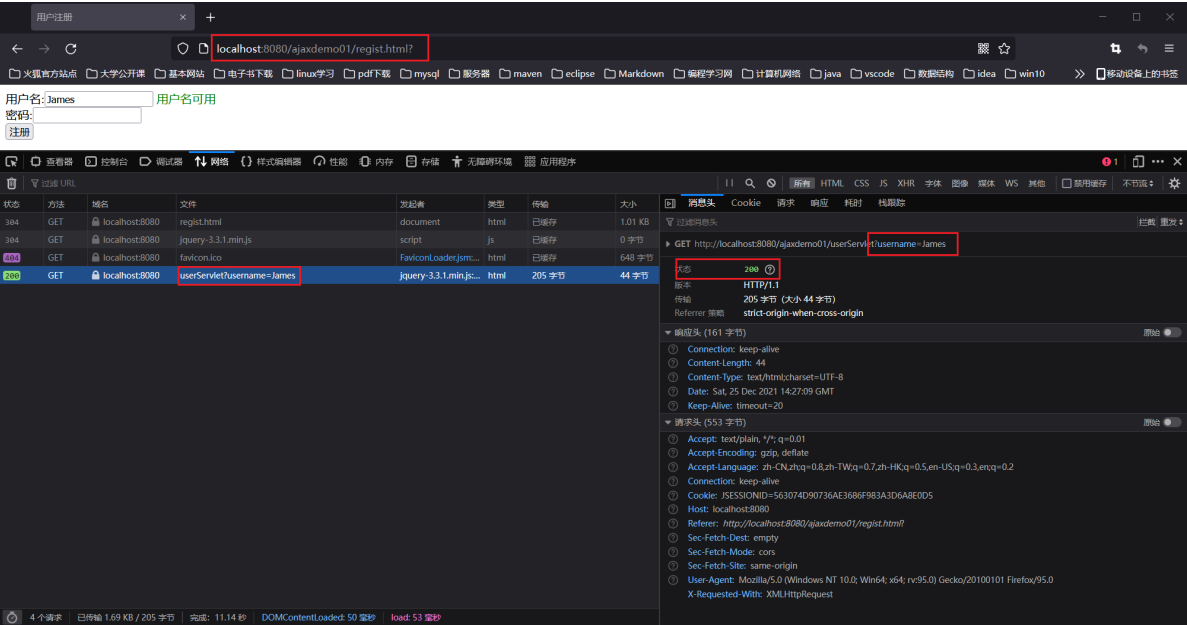 用户注册
localhost:8080/ajaxdemo01/regist.html?
火狐官方站点 大学公开课 基本网站 电子书下载 linux学习 pdf下载 mysql 服务器 maven eclipse Markdown 编程学习网 计算机网络 java vscode 数据结构 idea win10 移动设备上的书签
用户名:James 用户名可用
密码:
注册
查看器 控制台 调试器 网络 样式编辑器 性能 内存 存储 无障碍环境 应用程序 1
过滤 URL 所有 HTML CSS JS XHR 字体 图像 媒体 WS 其他 禁用缓存 不节流
状态 方法 域名 文件 发起者 类型 传输 大小
304 GET localhost:8080 regist.html document html 已缓存 1.01 KB
304 GET localhost:8080 jquery-3.3.1.min.js script js 已缓存 0 字节
404 GET localhost:8080 favicon.ico FaviconLoader.jsm:... html 已缓存 648 字节
200 GET localhost:8080 userServlet?username=James jquery-3.3.1.min.js:... html 205 字节 44 字节
消息头 Cookie 请求 响应 耗时 栈跟踪
过滤消息头 拦截 重发
GET http://localhost:8080/ajaxdemo01/userServlet?username=James
状态 200
版本 HTTP/1.1
传输 205 字节 (大小 44 字节)
Referrer 策略 strict-origin-when-cross-origin
响应头 (161 字节) 原始
Connection: keep-alive
Content-Length: 44
Content-Type: text/html;charset=UTF-8
Date: Sat, 25 Dec 2021 14:27:09 GMT
Keep-Alive: timeout=20
请求头 (553 字节) 原始
Accept: text/plain, */*; q=0.01
Accept-Encoding: gzip, deflate
Accept-Language: zh-CN,zh;q=0.8,zh-TW;q=0.7,zh-HK;q=0.5,en-US;q=0.3,en;q=0.2
Connection: keep-alive
Cookie: JSESSIONID=563074D90736AE3686F983A3D6A8E0D5
Host: localhost:8080
Referer: http://localhost:8080/ajaxdemo01/regist.html?
Sec-Fetch-Dest: empty
Sec-Fetch-Mode: cors
Sec-Fetch-Site: same-origin
User-Agent: Mozilla/5.0 (Windows NT 10.0; Win64; x64; rv:95.0) Gecko/20100101 Firefox/95.0
X-Requested-With: XMLHttpRequest
4 个请求 已传输 1.69 KB / 205 字节 完成: 11.14 秒 DOMContentLoaded: 50 毫秒 load: 53 毫秒